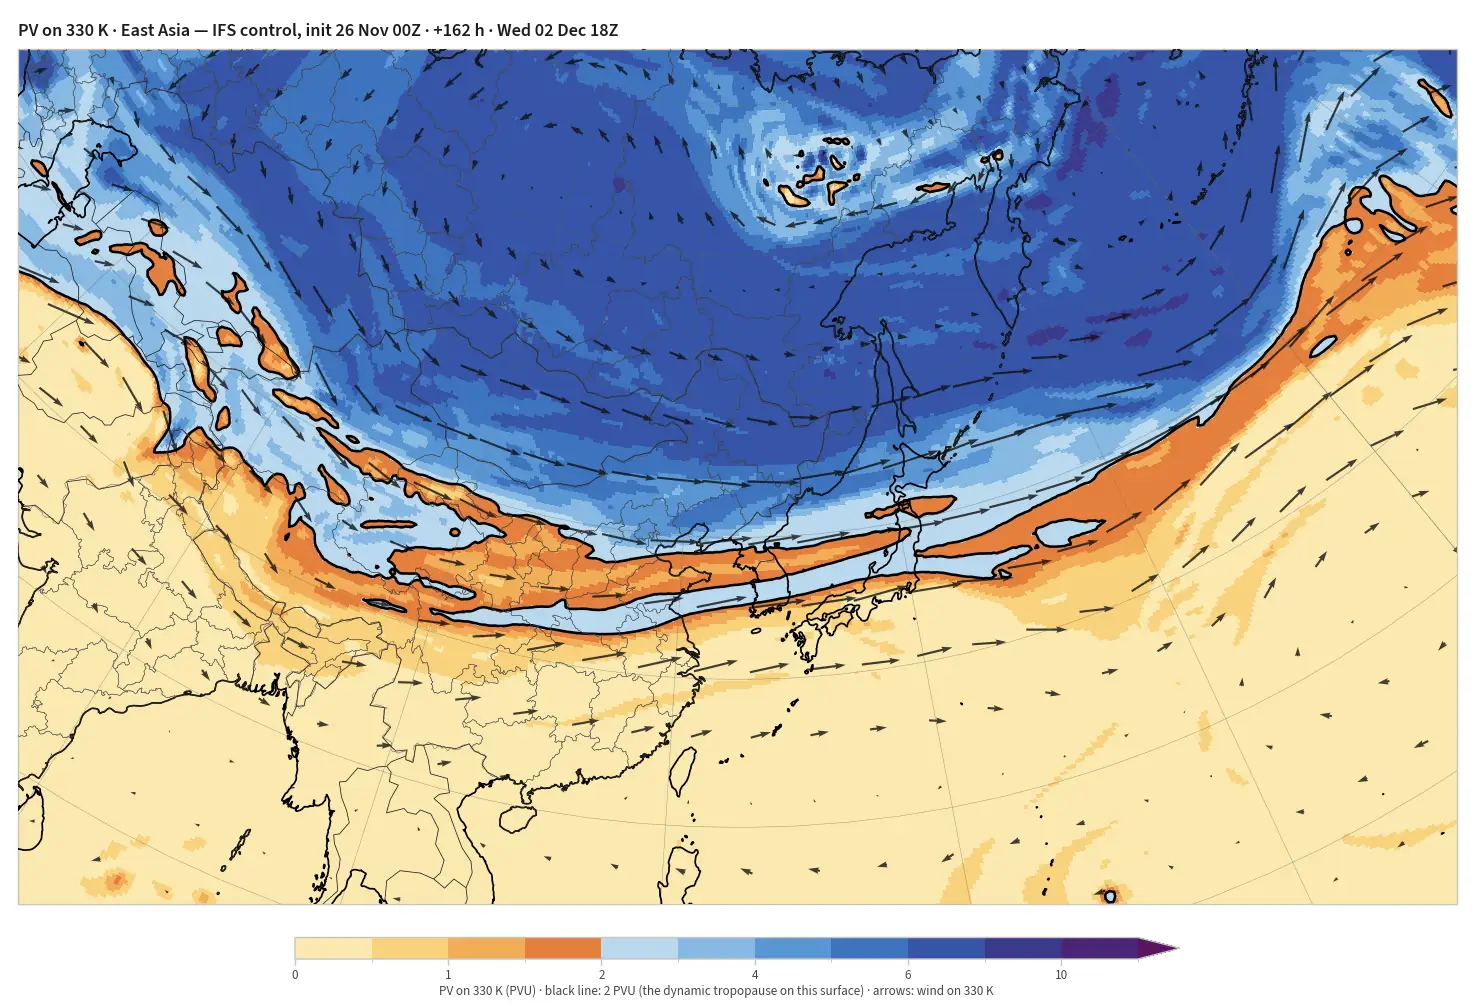 PV on 330 K · East Asia — IFS control, init 26 Nov 00Z · +162 h · Wed 02 Dec 18Z
0 1 2 4 6 10
PV on 330 K (PVU) · black line: 2 PVU (the dynamic tropopause on this surface) · arrows: wind on 330 K